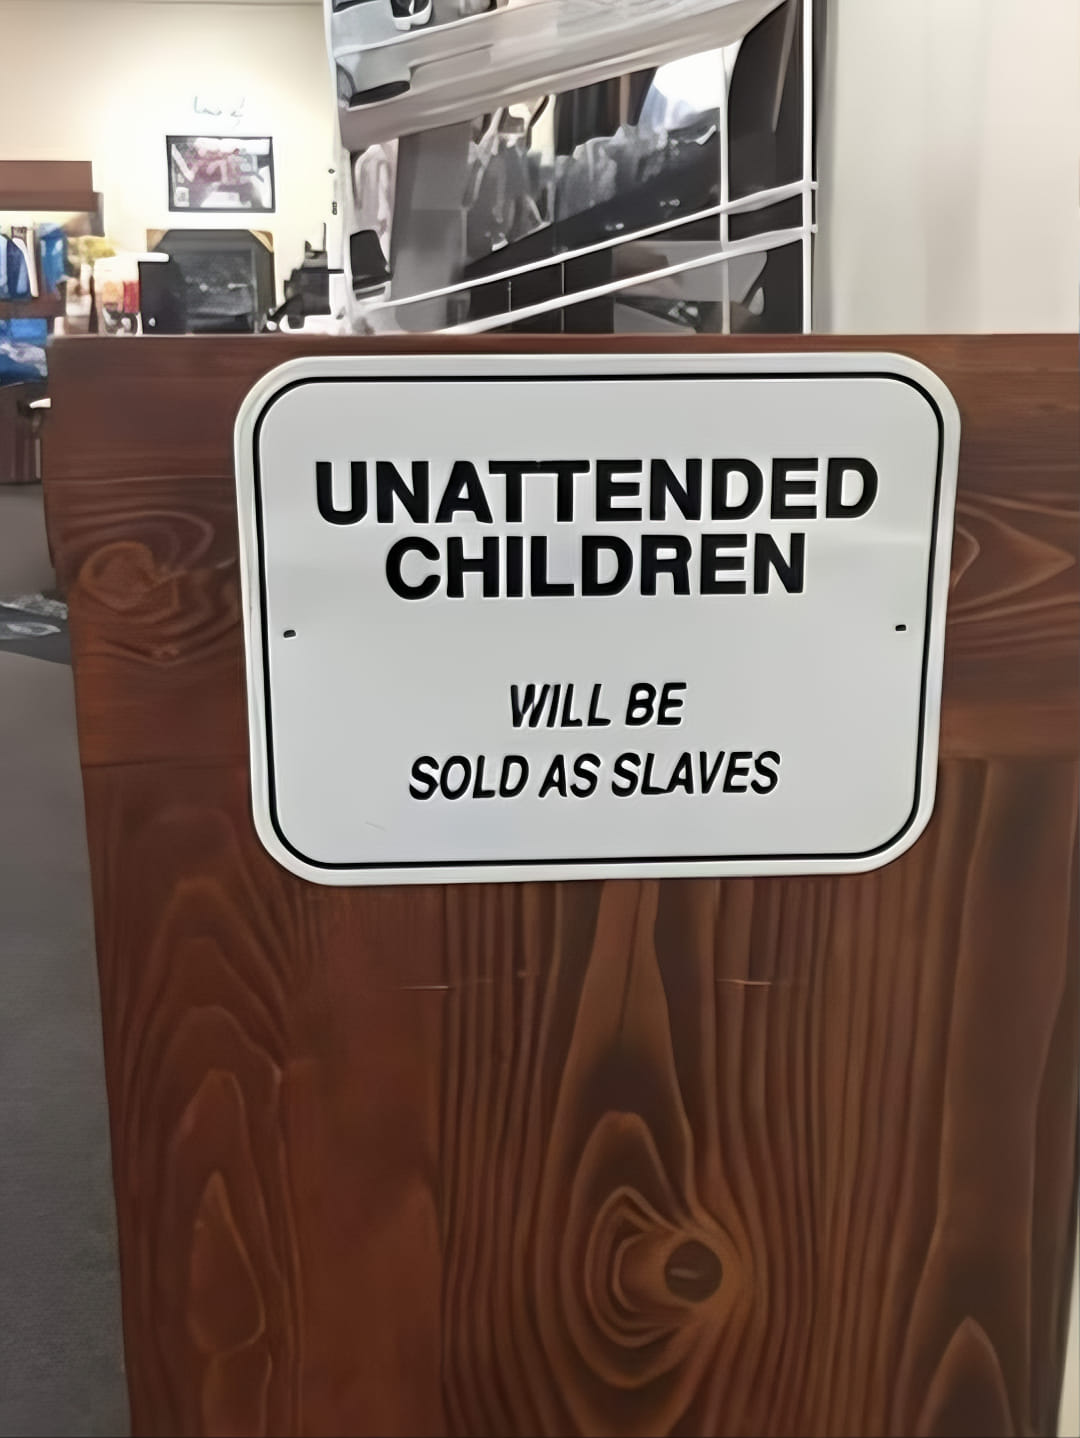 UNATTENDED
CHILDREN
WILL BE
SOLD AS SLAVES